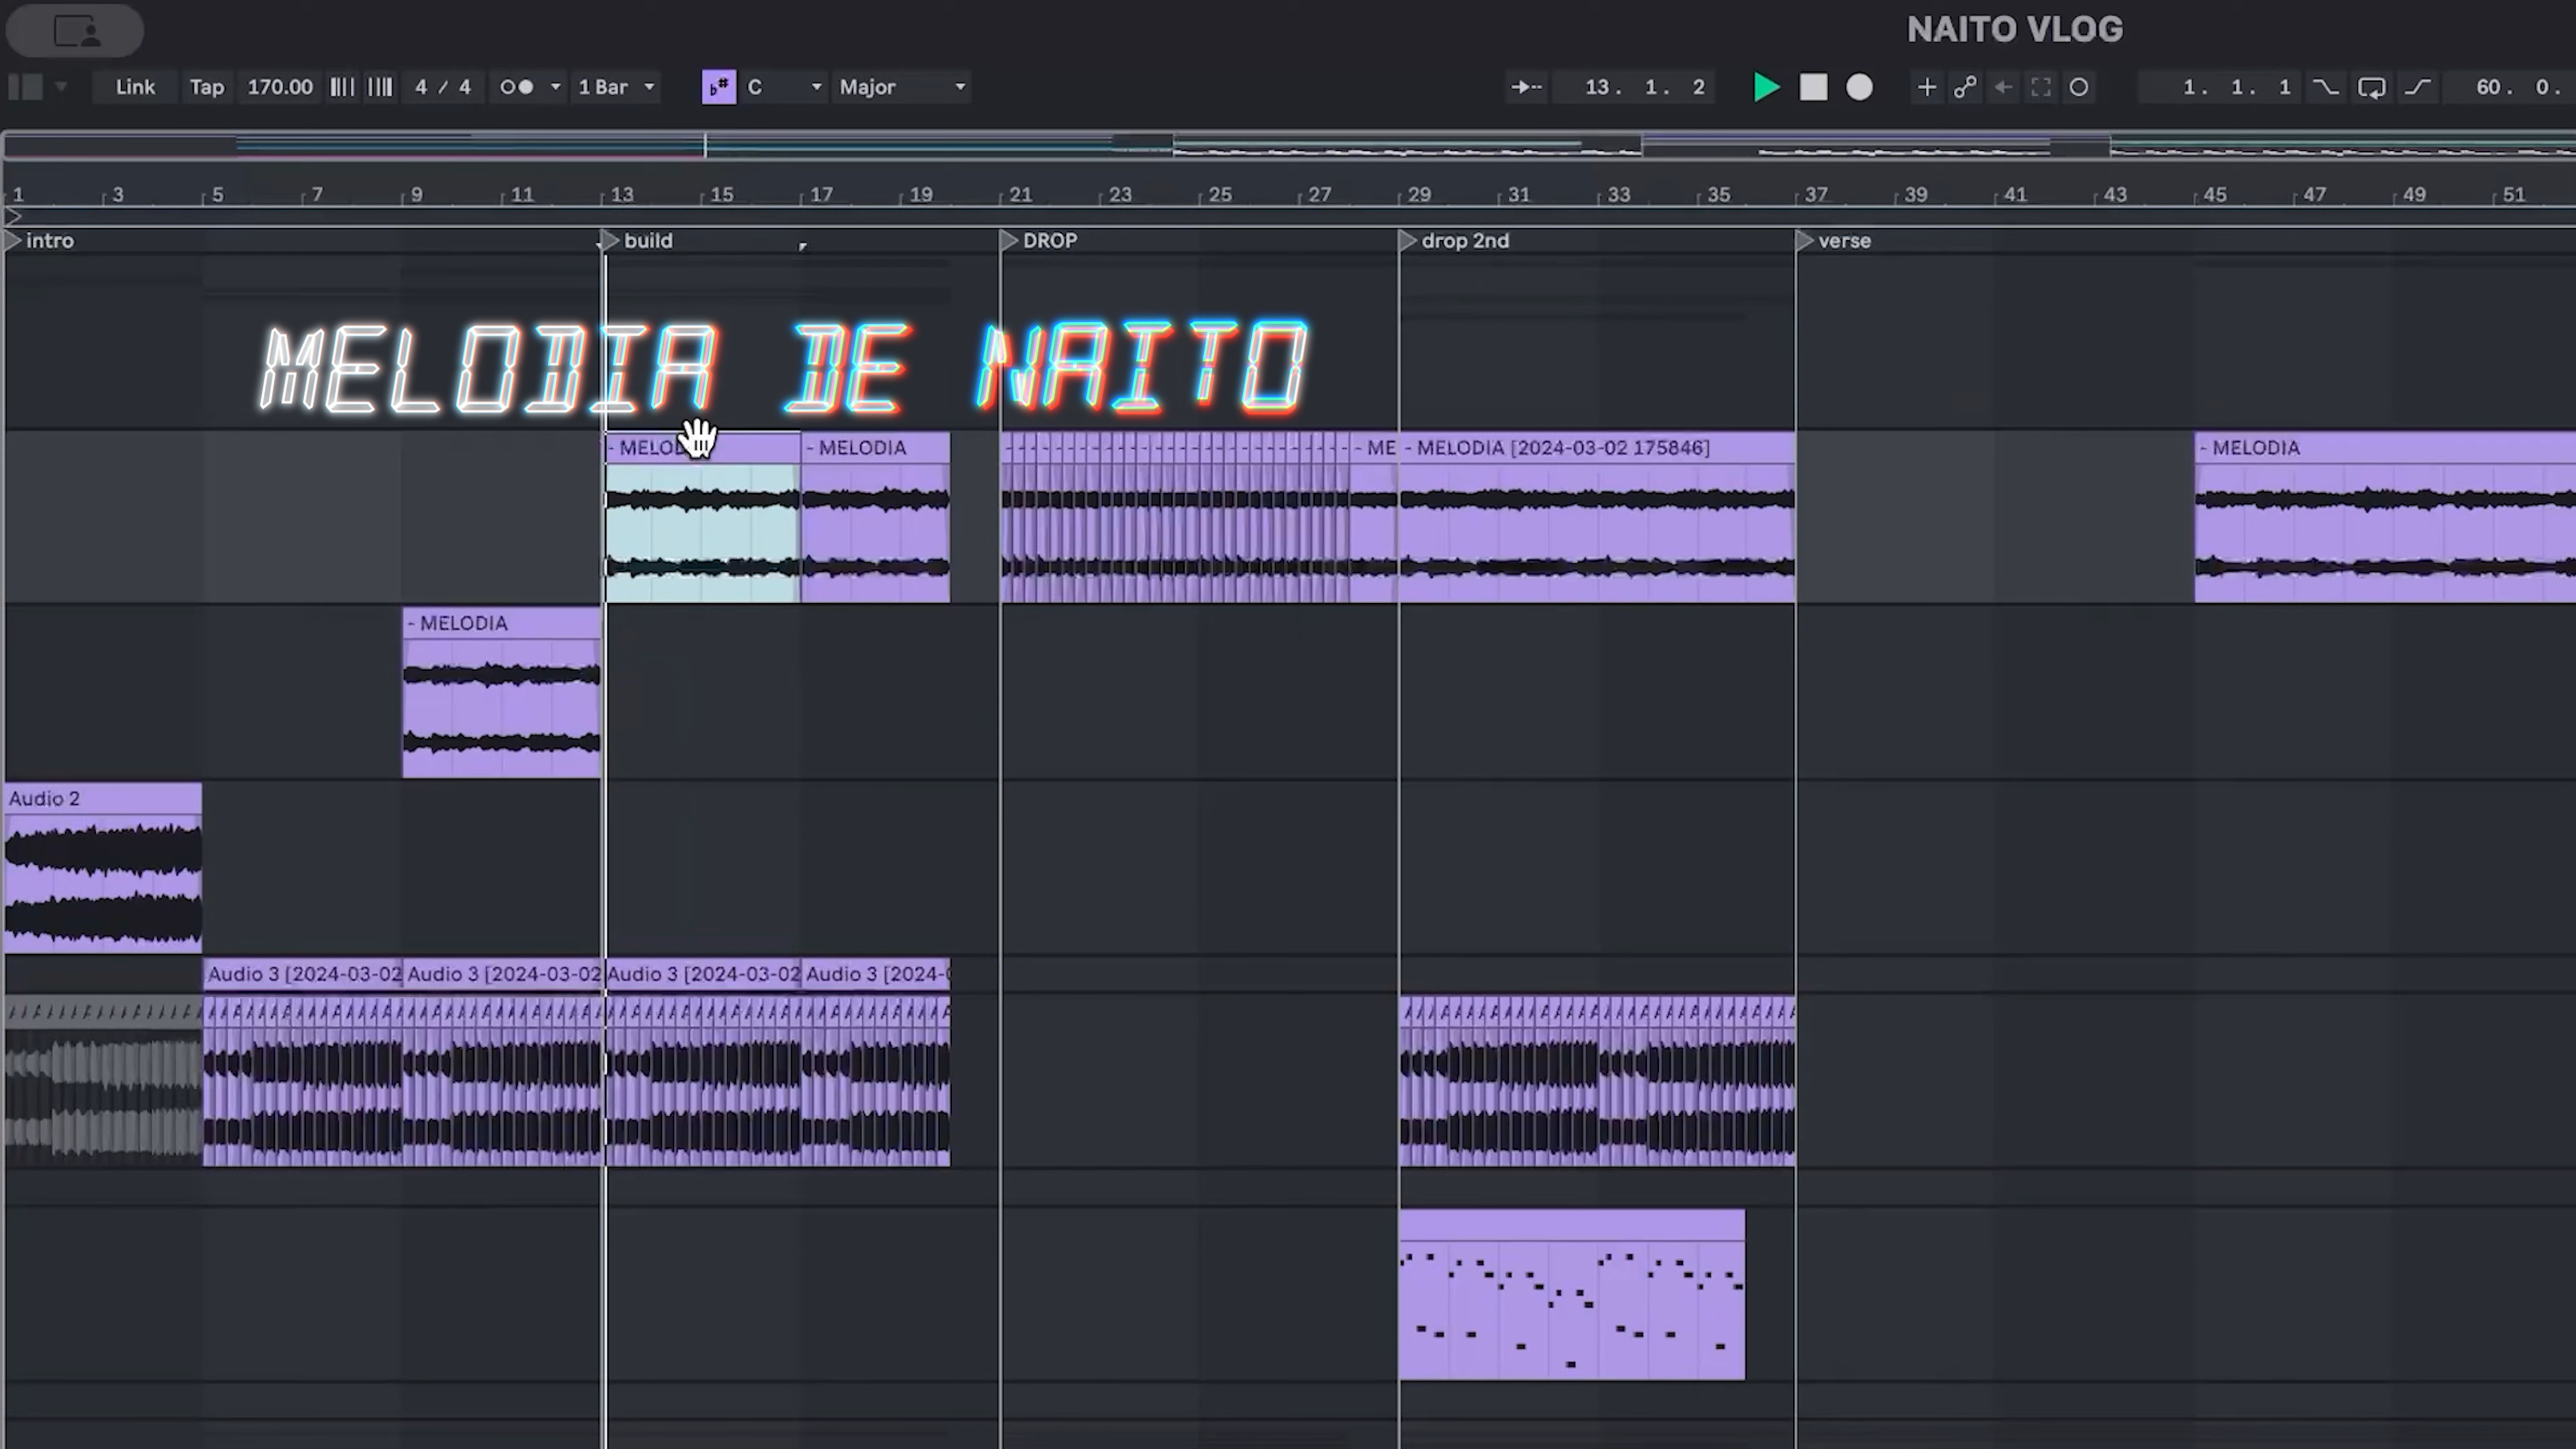 NAITO VLOG
Link Tap 170.00 4 / 4 1 Bar C Major 13. 1. 2 1. 1. 1 60. 0.
1 3 5 7 9 11 13 15 17 19 21 23 25 27 29 31 33 35 37 39 41 43 45 47 49 51
intro build DROP drop 2nd verse
MELODIA DE NAITO
- MELOD - MELODIA - ME - MELODIA [2024-03-02 175846] - MELODIA
- MELODIA
Audio 2
Audio 3 [2024-03-02 Audio 3 [2024-03-02 Audio 3 [2024-03-02 Audio 3 [2024-